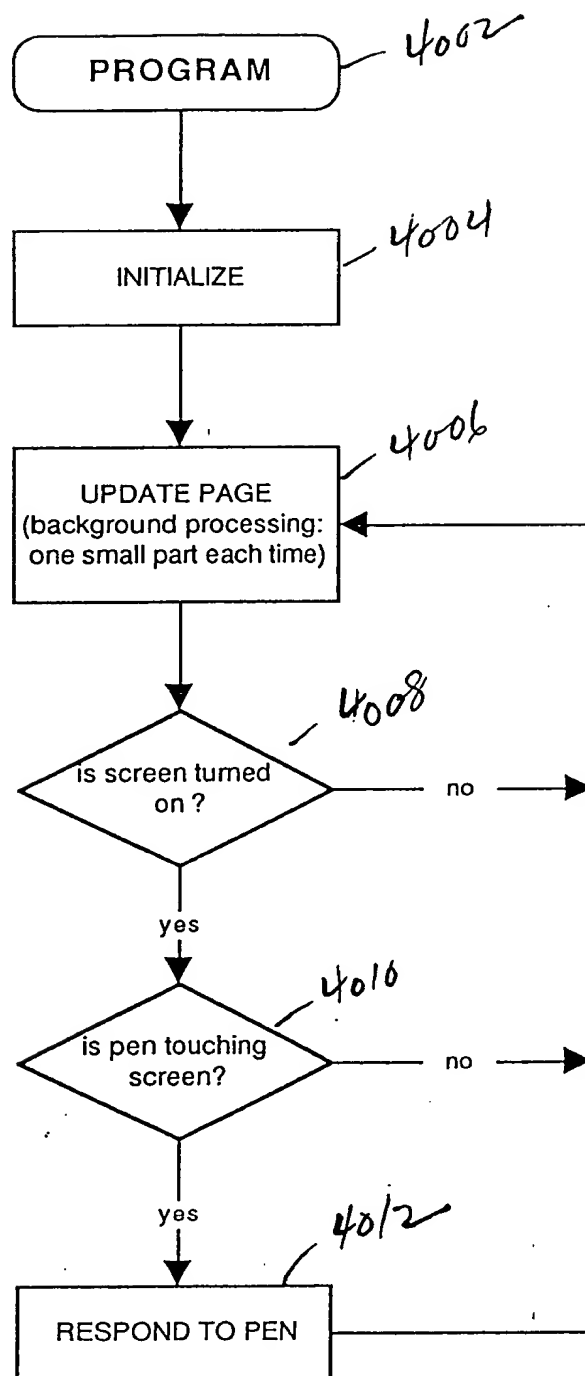 PROGRAM
4002
INITIALIZE
4004
4006
UPDATE PAGE
(background processing:
one small part each time)
4008
is screen turned
on ?
no
yes
4010
is pen touching
screen?
no
yes
4012
RESPOND TO PEN